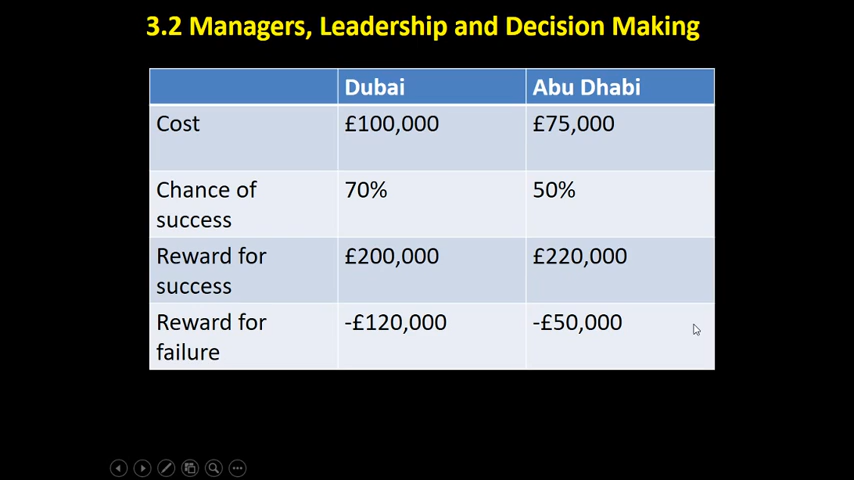 3.2 Managers, Leadership and Decision Making
Dubai Abu Dhabi
Cost £100,000 £75,000
Chance of success 70% 50%
Reward for success £200,000 £220,000
Reward for failure -£120,000 -£50,000